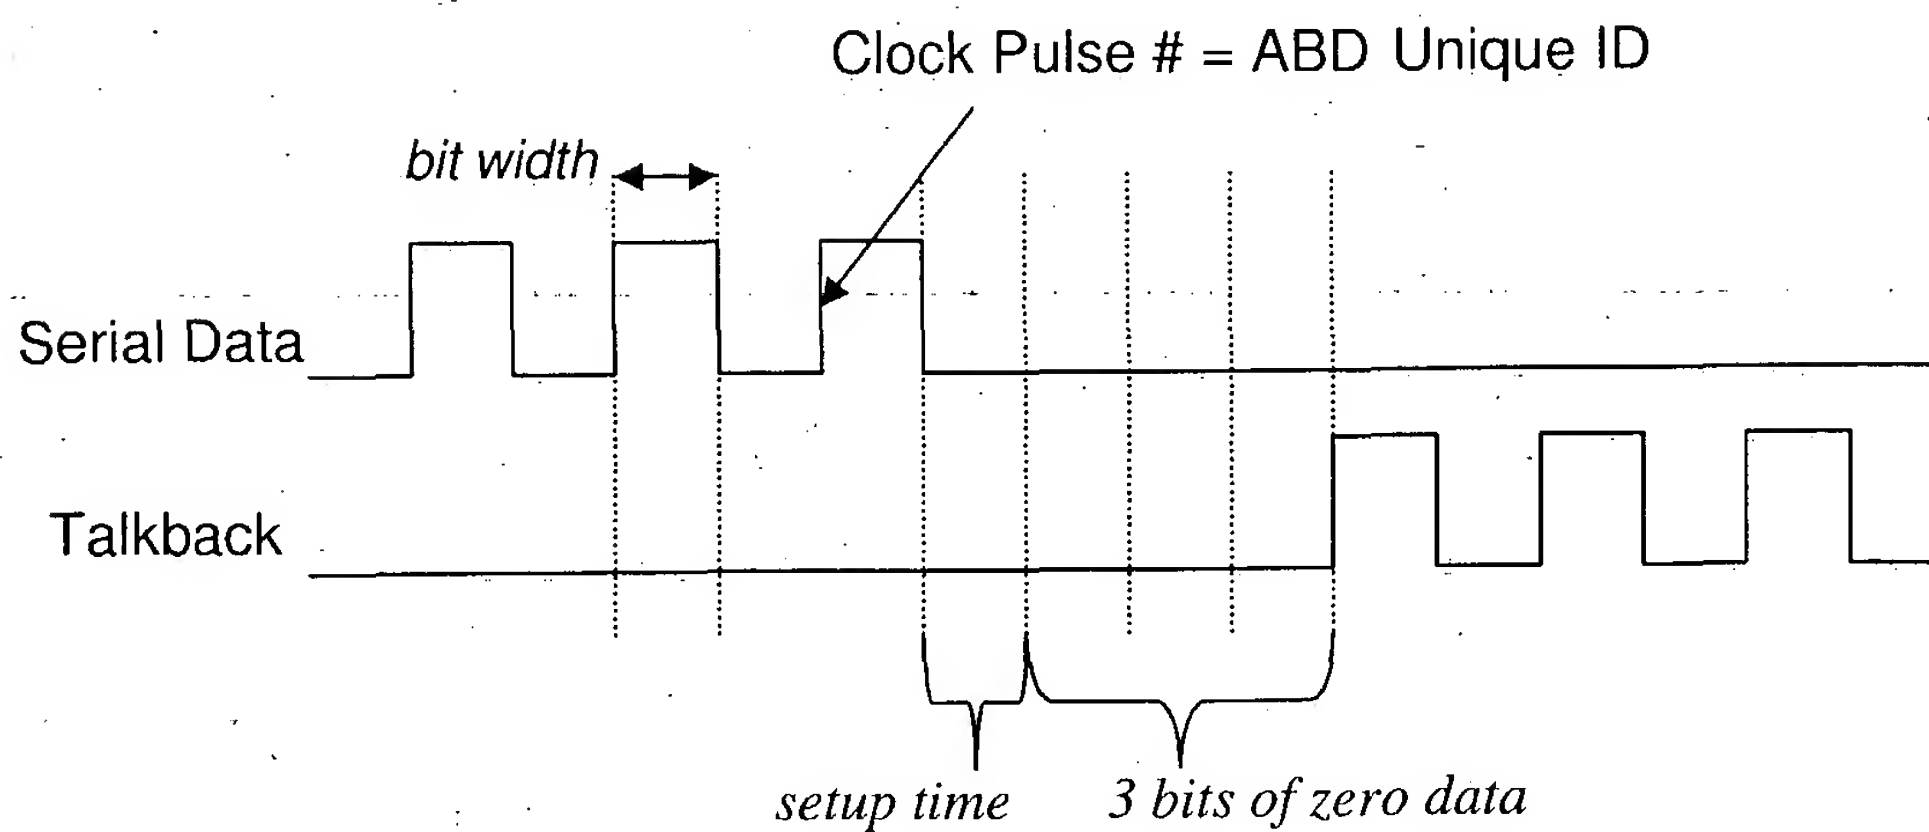 Clock Pulse # = ABD Unique ID
bit width
Serial Data
Talkback
setup time
3 bits of zero data